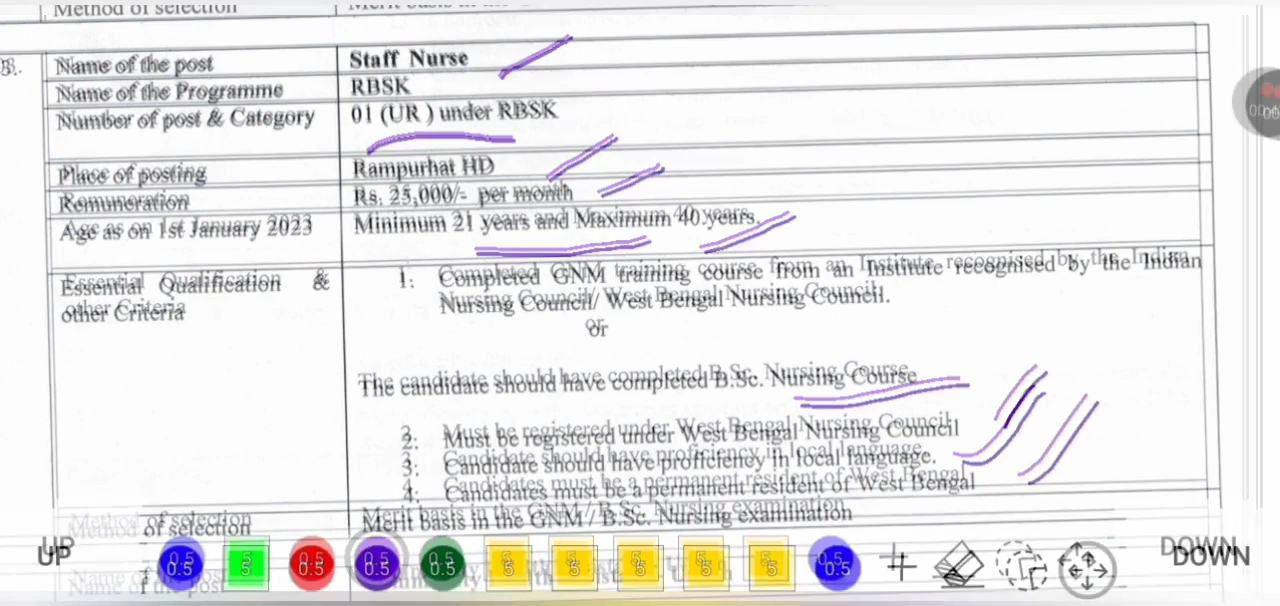 Method of selection
B. Name of the post Staff Nurse
Name of the Programme RBSK
Number of post & Category 01 (UR ) under RBSK
Place of posting Rampurhat HD
Remuneration Rs. 25,000/- per month
Age as on 1st January 2023 Minimum 21 years and Maximum 40 years.
Essential Qualification & other Criteria
1. Completed GNM training course from an Institute recognised by the Indian
Nursing Council/ West Bengal Nursing Council.
or
The candidate should have completed B.Sc. Nursing Course
2. Must be registered under West Bengal Nursing Council
3. Candidate should have proficiency in local language.
4. Candidates must be a permanent resident of West Bengal
Method of selection Merit basis in the GNM / B.Sc. Nursing examination
Name of the post
UP 0.5 5 0.5 0.5 0.5 5 5 5 5 5 0.5 DOWN